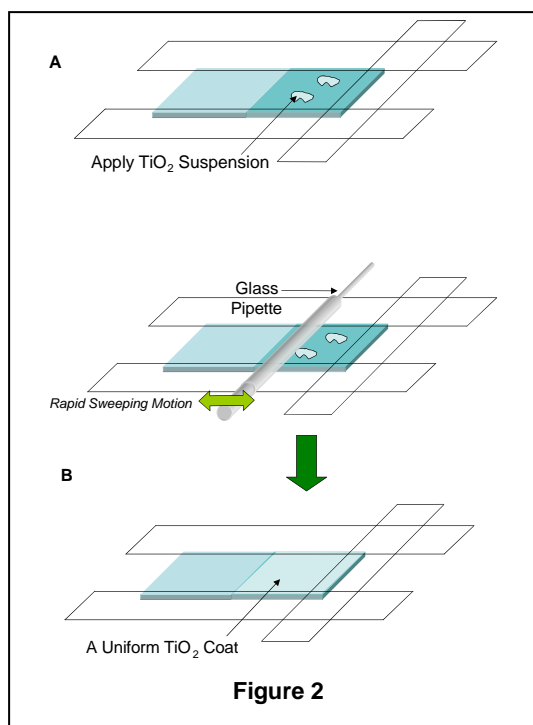 A
Apply TiO₂ Suspension
Glass
Pipette
Rapid Sweeping Motion
B
A Uniform TiO₂ Coat
Figure 2